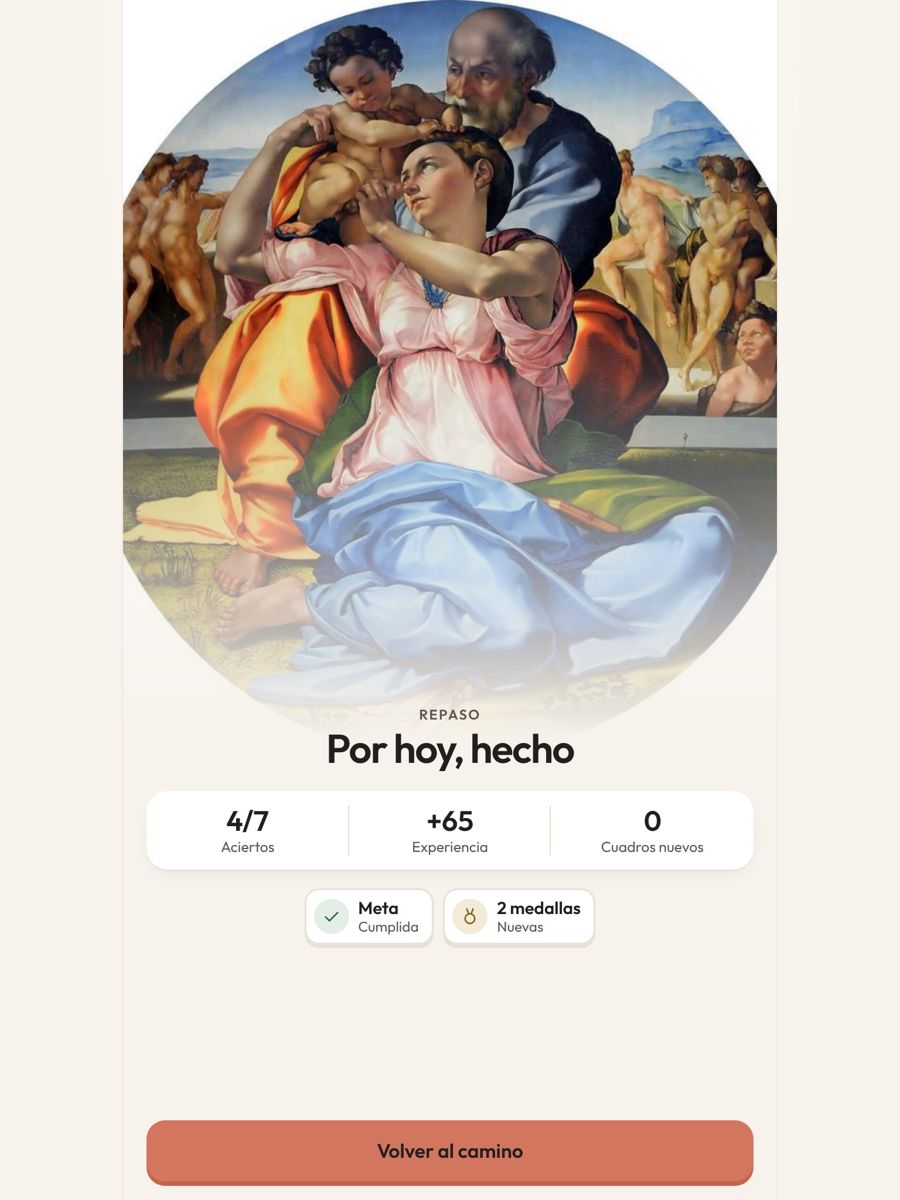 REPASO
Por hoy, hecho
4/7
Aciertos
+65
Experiencia
0
Cuadros nuevos
Meta
Cumplida
2 medallas
Nuevas
Volver al camino